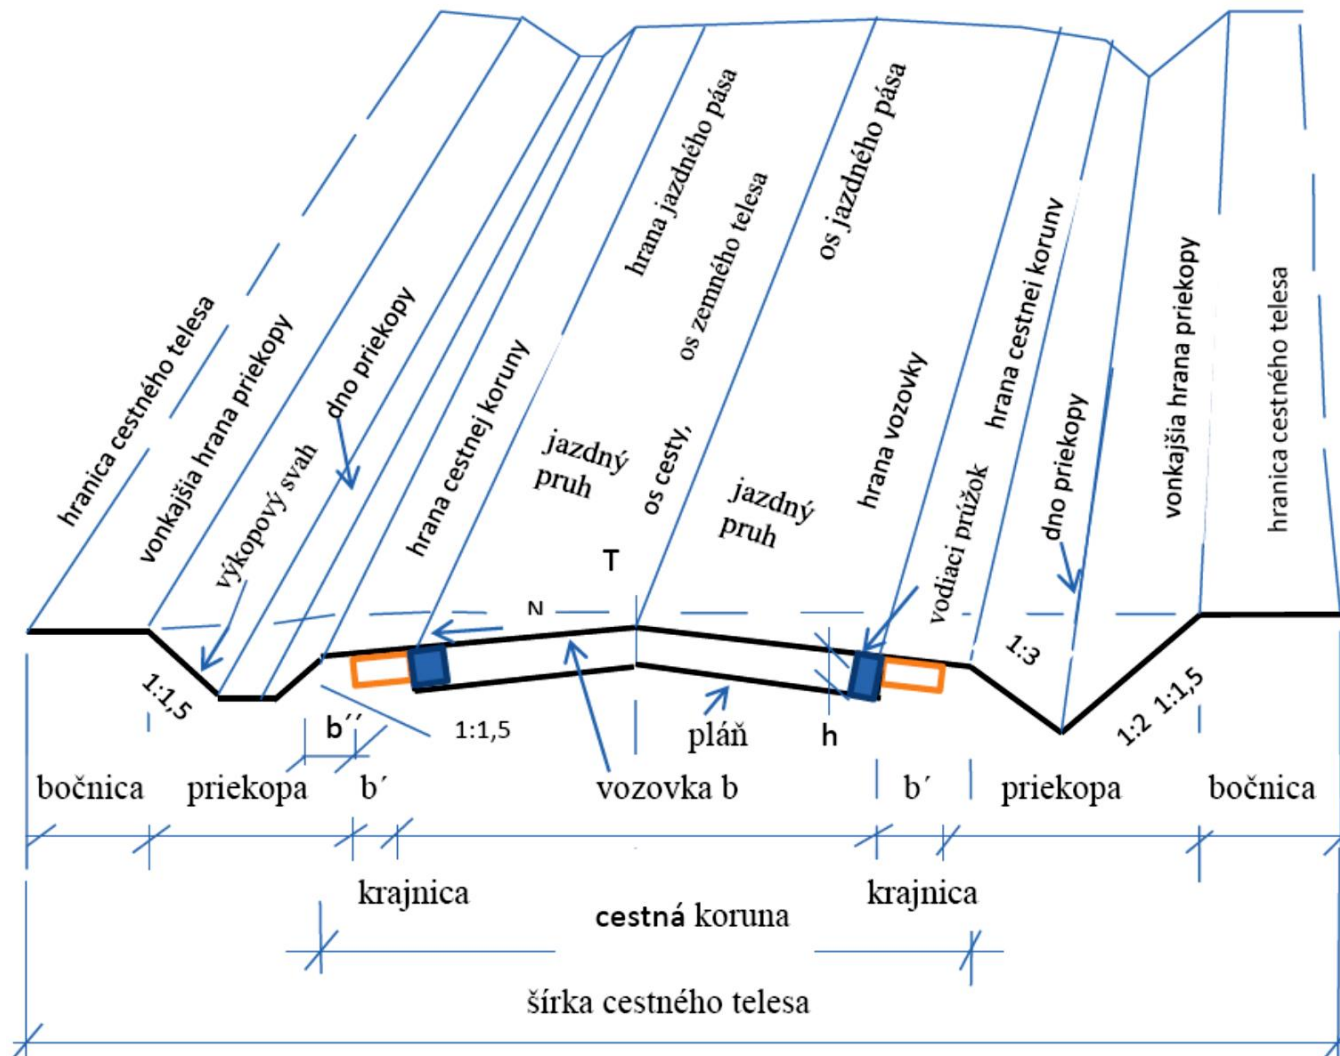 hranica cestného telesa
vonkajšia hrana priekopy
výkopový svah
dno priekopy
hrana cestnej koruny
hrana jazdného pása
os cesty,
os zemného telesa
os jazdného pása
jazdný
pruh
jazdný
pruh
hrana vozovky
vodiaci prúžok
hrana cestnei korunv
dno priekopy
vonkajšia hrana priekopy
hranica cestného telesa
T
N
1:1,5
b´´
1:1,5
pláň
h
1:3
1:2 1:1,5
bočnica
priekopa
b´
vozovka b
b´
priekopa
bočnica
krajnica
krajnica
cestná koruna
šírka cestného telesa